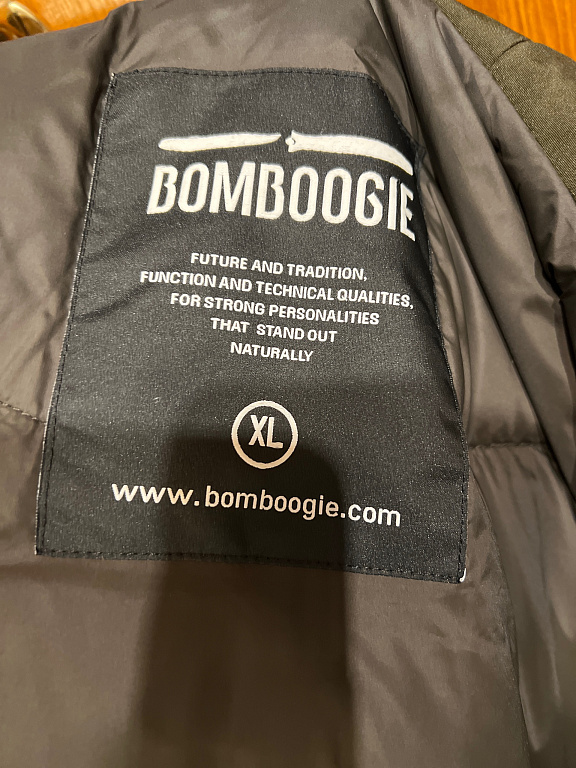 BOMBOOGIE
FUTURE AND TRADITION,
FUNCTION AND TECHNICAL QUALITIES,
FOR STRONG PERSONALITIES
THAT STAND OUT
NATURALLY
XL
www.bomboogie.com